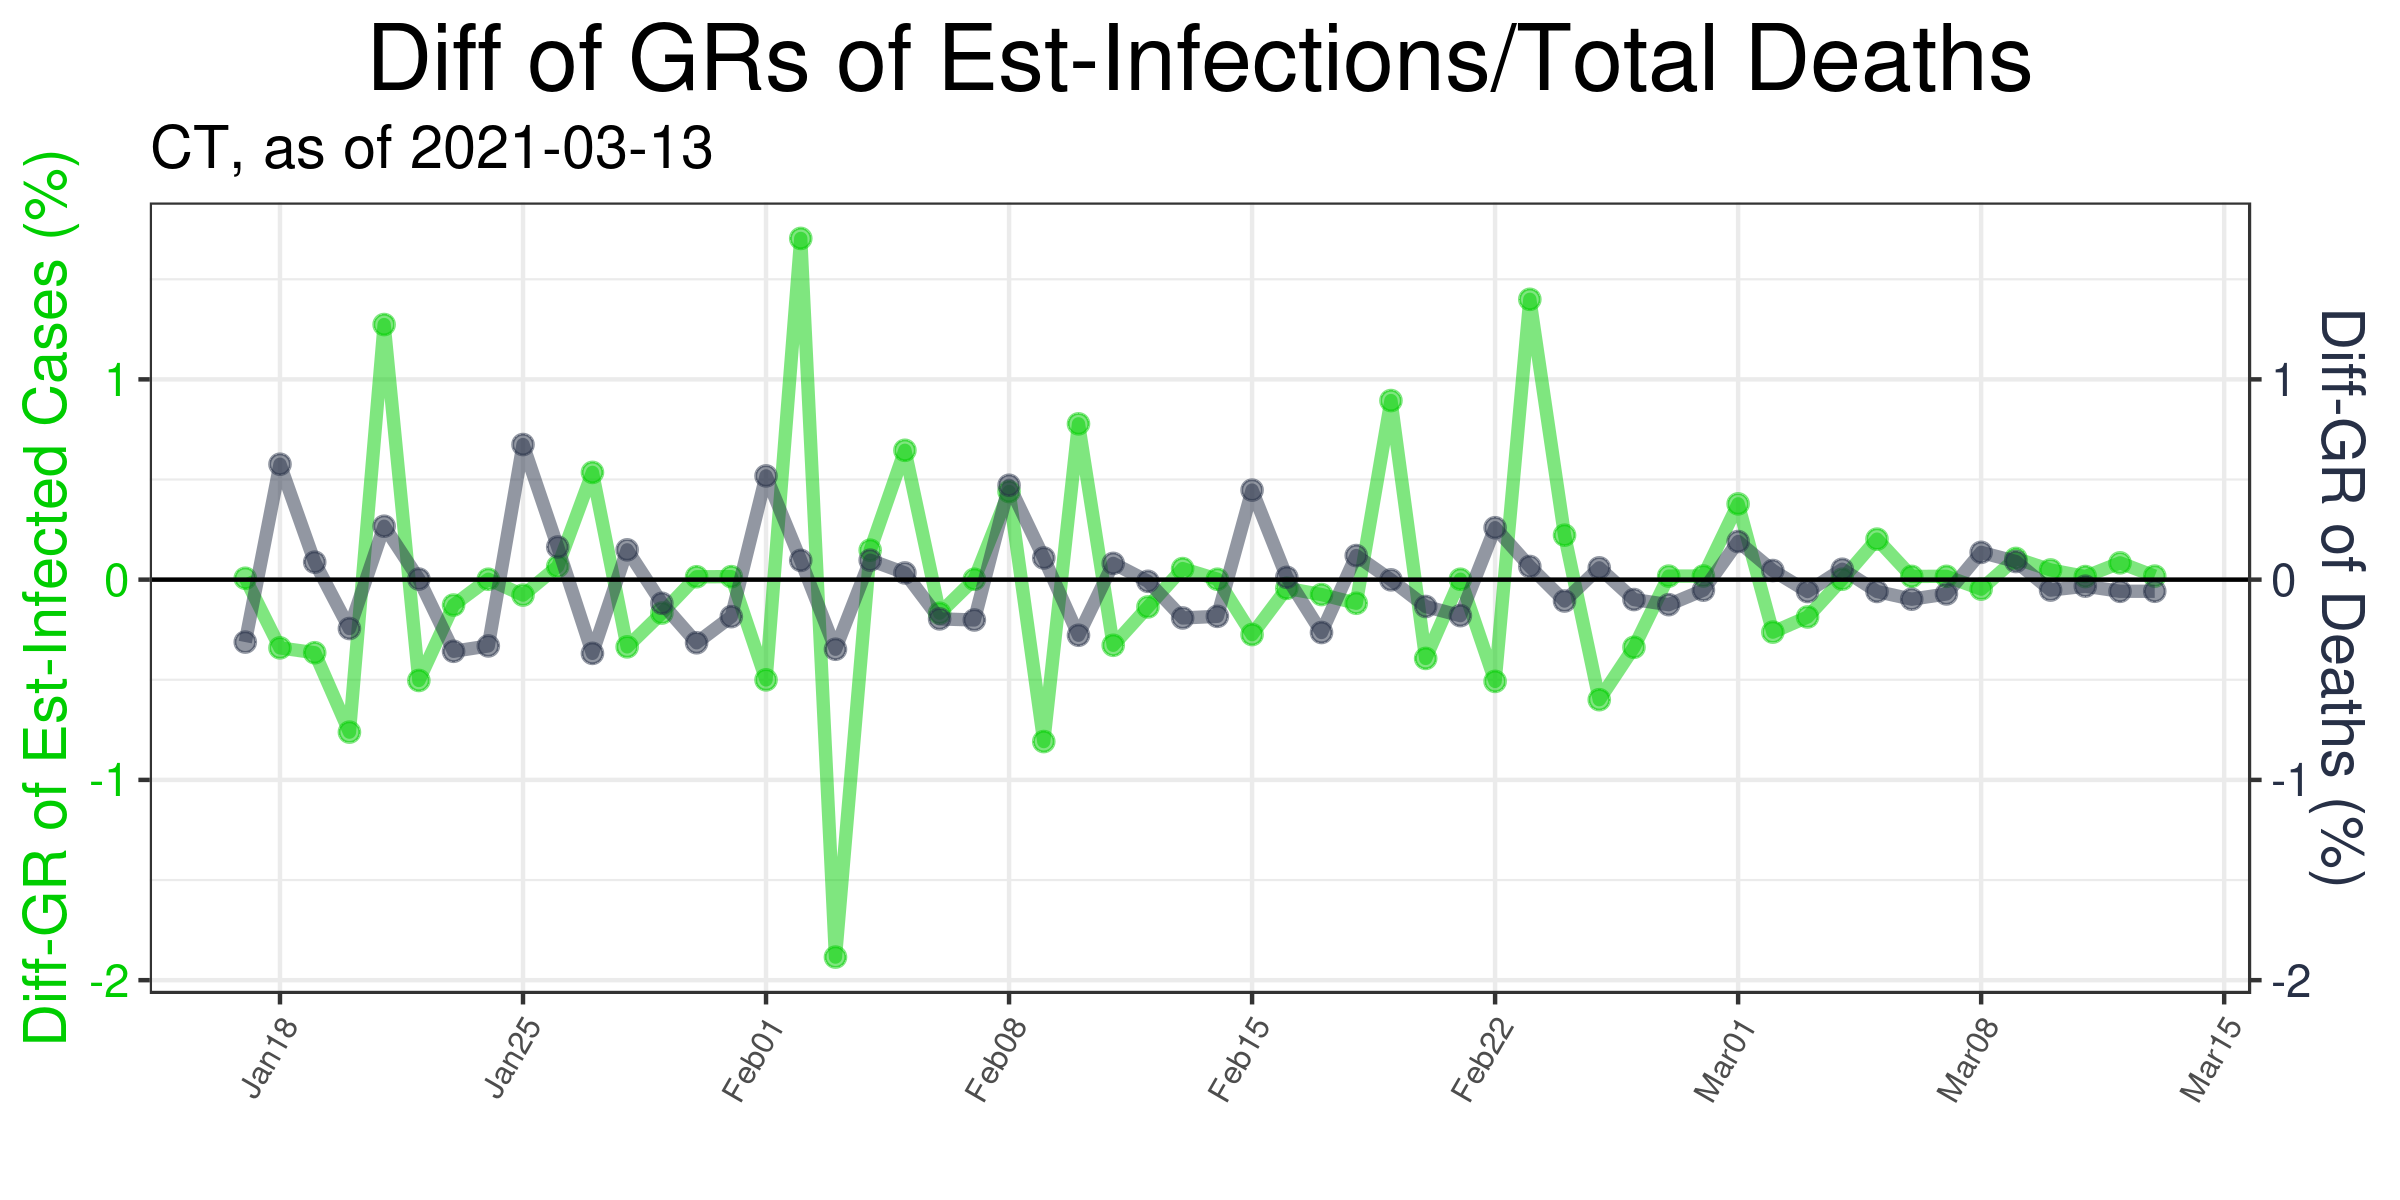 Diff of GRs of Est-Infections/Total Deaths
CT, as of 2021-03-13
Diff-GR of Est-Infected Cases (%)
1
0
-1
-2
1
0
-1
-2
Diff-GR of Deaths (%)
Jan18
Jan25
Feb01
Feb08
Feb15
Feb22
Mar01
Mar08
Mar15